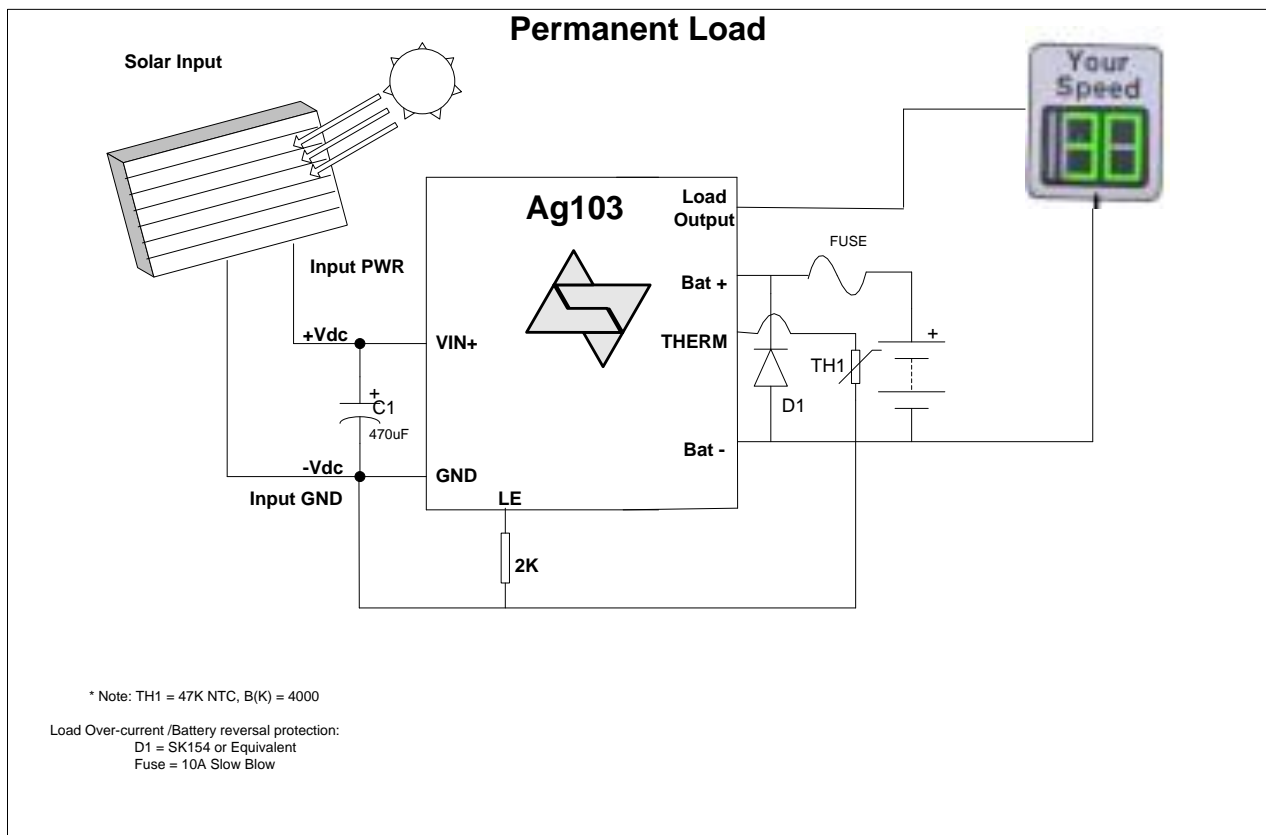 Permanent Load
Solar Input
Your
Speed
30
Ag103
Load
Output
FUSE
Input PWR
Bat +
+Vdc
VIN+
THERM
+
TH1
+
C1
470uF
D1
Bat -
-Vdc
GND
Input GND
LE
2K
* Note: TH1 = 47K NTC, B(K) = 4000
Load Over-current /Battery reversal protection:
D1 = SK154 or Equivalent
Fuse = 10A Slow Blow